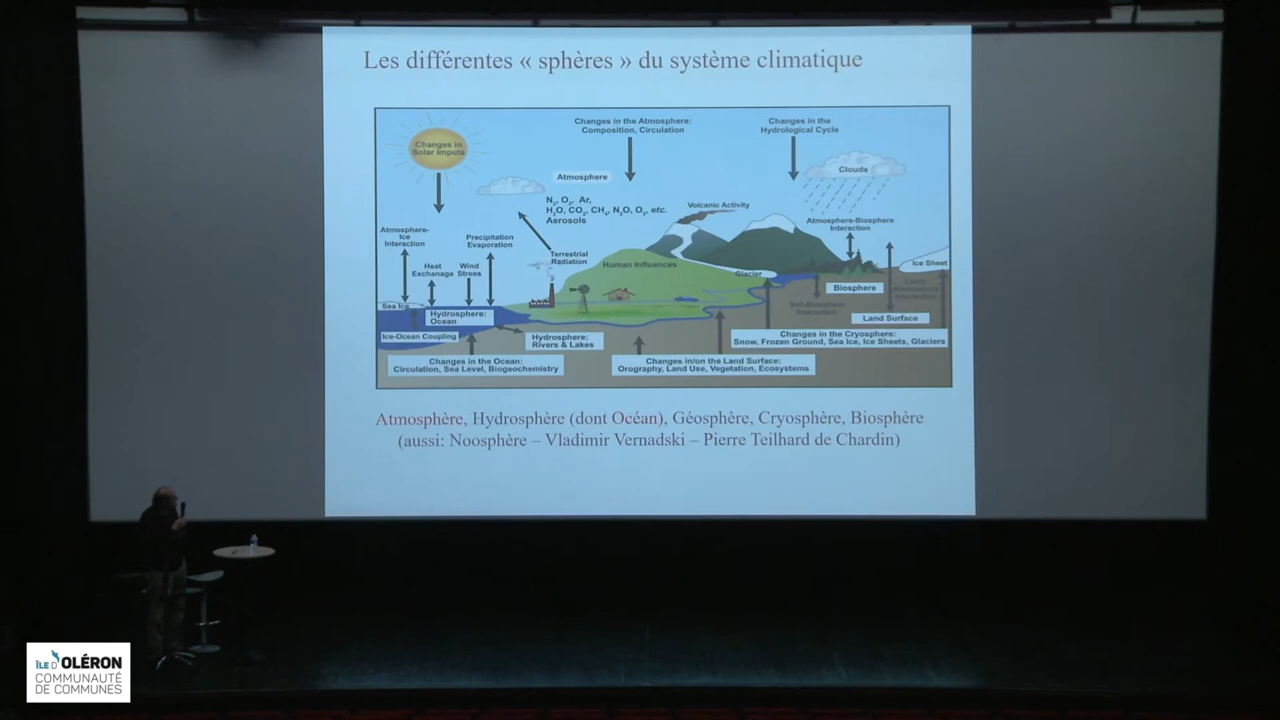 Les différentes « sphères » du système climatique
Changes in the Atmosphere:
Composition, Circulation
Changes in the
Hydrological Cycle
Changes in
Solar Inputs
Clouds
Atmosphere
N₂, O₂, Ar,
H₂O, CO₂, CH₄, N₂O, O₃, etc.
Aerosols
Volcanic Activity
Atmosphere-Biosphere
Interaction
Atmosphere-
Ice
Interaction
Precipitation
Evaporation
Terrestrial
Radiation
Heat
Exchange
Wind
Stress
Human Influences
Glacier
Ice Sheet
Biosphere
Soil-Biosphere
Interaction
Land Surface
Sea Ice
Hydrosphere:
Ocean
Ice-Ocean Coupling
Hydrosphere:
Rivers & Lakes
Changes in the Cryosphere:
Snow, Frozen Ground, Sea Ice, Ice Sheets, Glaciers
Changes in the Ocean:
Circulation, Sea Level, Biogeochemistry
Changes in/on the Land Surface:
Orography, Land Use, Vegetation, Ecosystems
Atmosphère, Hydrosphère (dont Océan), Géosphère, Cryosphère, Biosphère
(aussi: Noosphère – Vladimir Vernadski – Pierre Teilhard de Chardin)
ÎLE D'OLÉRON
COMMUNAUTÉ
DE COMMUNES